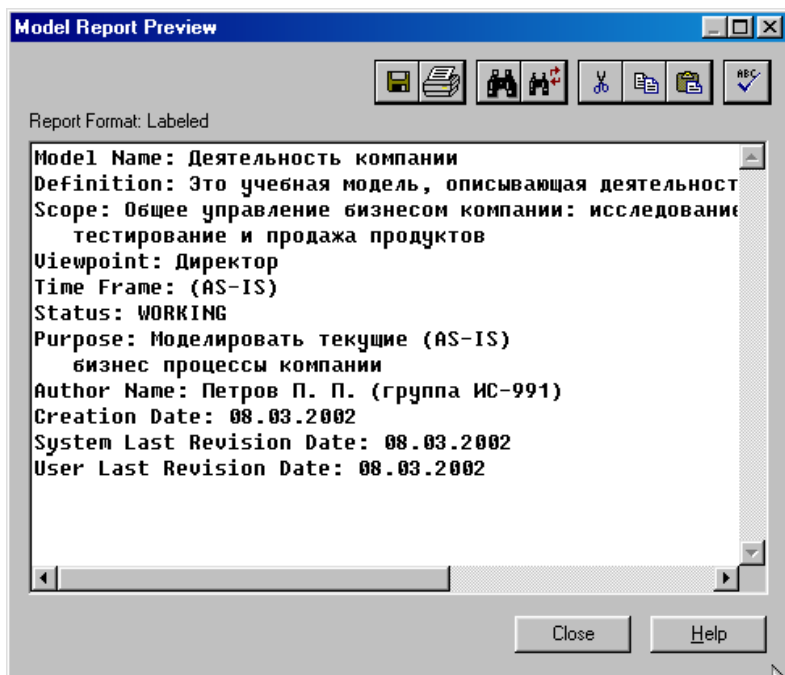 Model Report Preview
ABC
Report Format: Labeled
Model Name: Деятельность компании
Definition: Это учебная модель, описывающая деятельност
Scope: Общее управление бизнесом компании: исследование
тестирование и продажа продуктов
Viewpoint: Директор
Time Frame: (AS-IS)
Status: WORKING
Purpose: Моделировать текущие (AS-IS)
бизнес процессы компании
Author Name: Петров П. П. (группа ИС-991)
Creation Date: 08.03.2002
System Last Revision Date: 08.03.2002
User Last Revision Date: 08.03.2002
Close Help